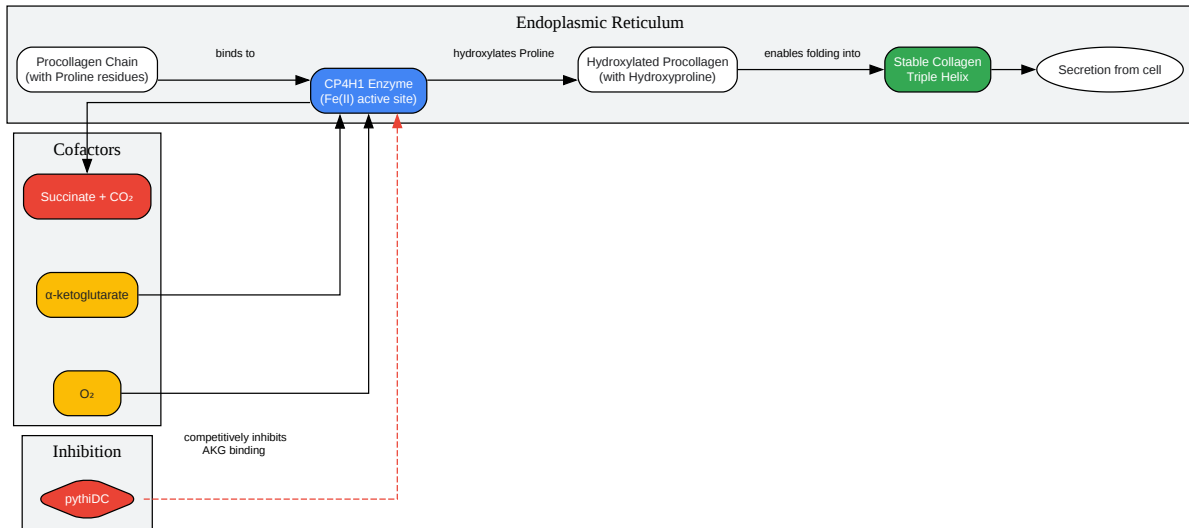 Endoplasmic Reticulum
Procollagen Chain
(with Proline residues)
binds to
CP4H1 Enzyme
(Fe(II) active site)
hydroxylates Proline
Hydroxylated Procollagen
(with Hydroxyproline)
enables folding into
Stable Collagen
Triple Helix
Secretion from cell
Cofactors
Succinate + CO₂
α-ketoglutarate
O₂
competitively inhibits
AKG binding
Inhibition
pythiDC